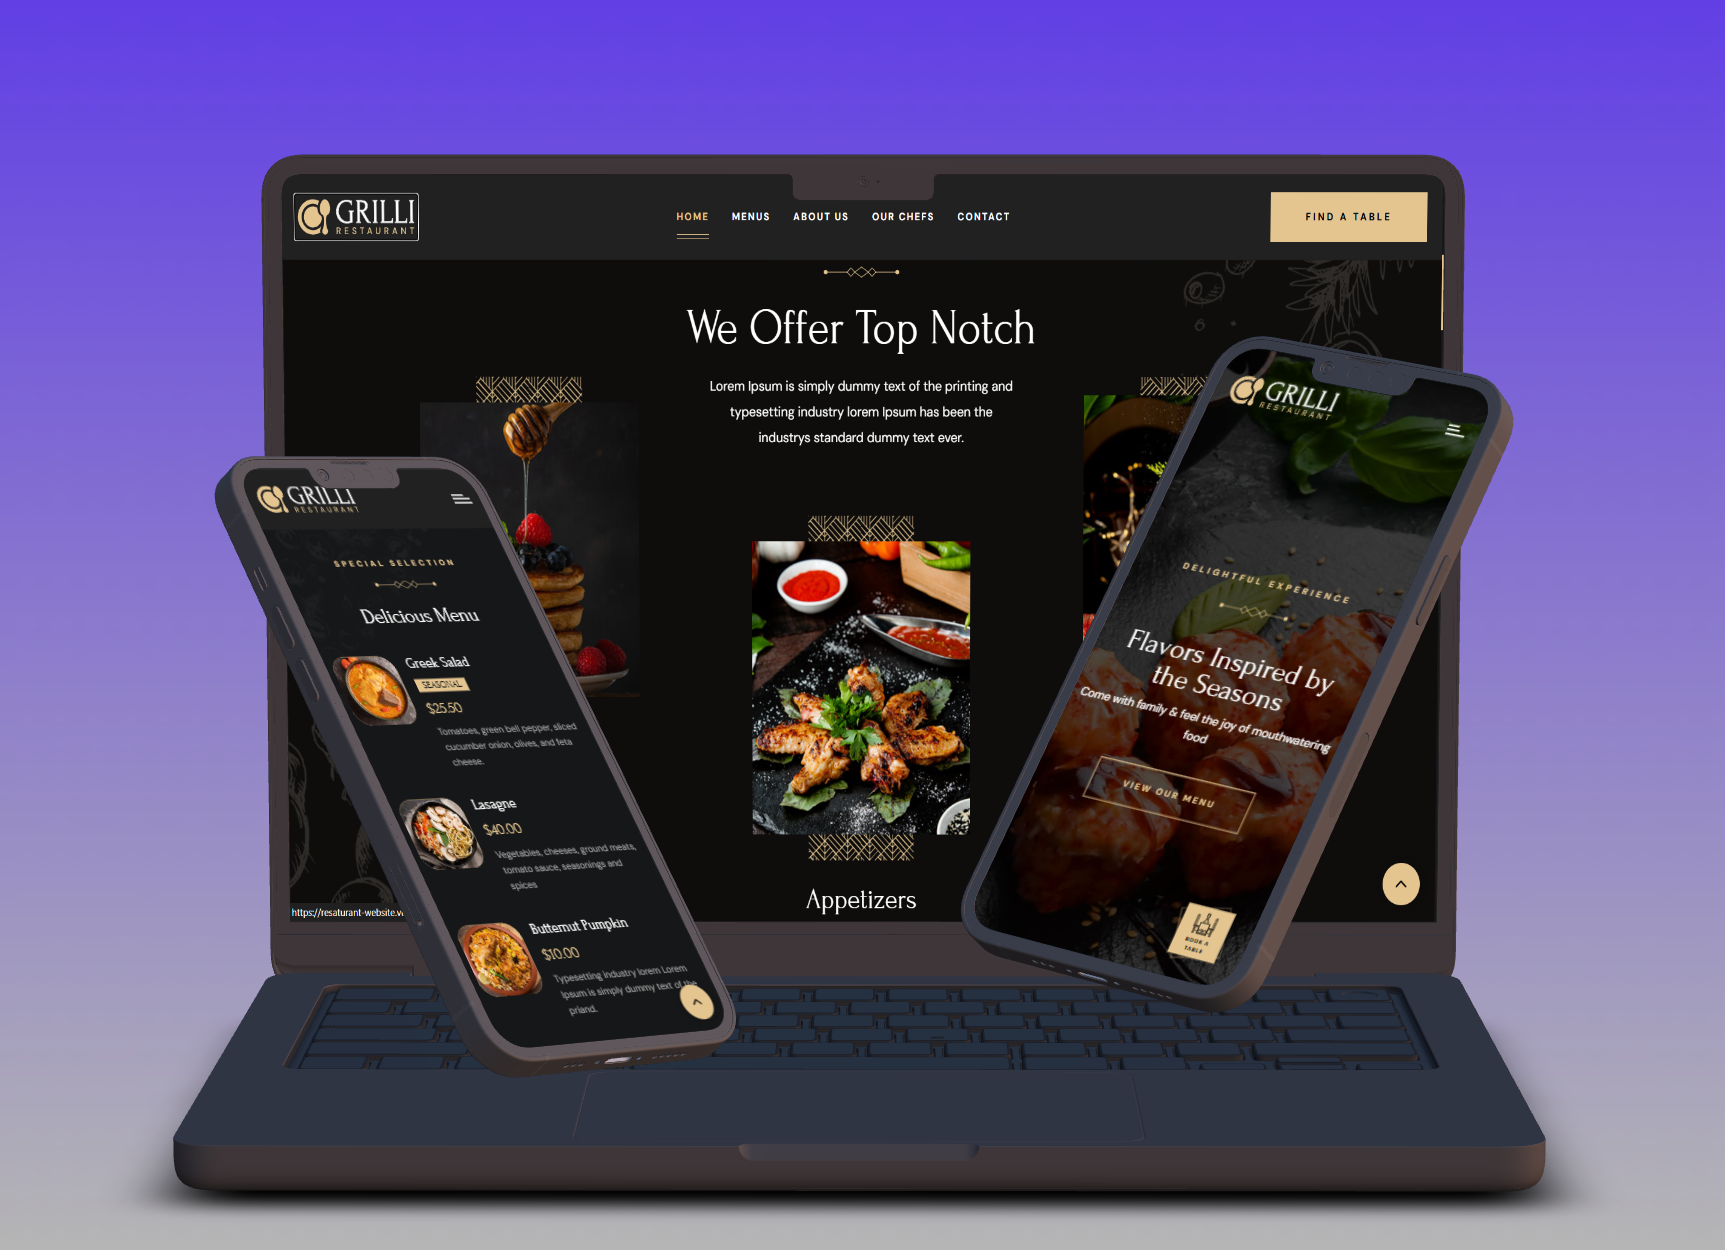 GRILLI
RESTAURANT
HOME
MENUS
ABOUT US
OUR CHEFS
CONTACT
FIND A TABLE
We Offer Top Notch
Lorem Ipsum is simply dummy text of the printing and
typesetting industry lorem Ipsum has been the
industrys standard dummy text ever.
Appetizers
https://resaturant-website.v
GRILLI
RESTAURANT
SPECIAL SELECTION
Delicious Menu
Greek Salad
SEASONAL
$25.50
Tomatoes, green bell pepper, sliced
cucumber onion, olives, and feta
cheese.
Lasagne
$40.00
Vegetables, cheeses, ground meats,
tomato sauce, seasonings and
spices
Butternut Pumpkin
$10.00
Typesetting industry lorem Lorem
Ipsum is simply dummy text of the
priand.
GRILLI
RESTAURANT
DELIGHTFUL EXPERIENCE
Flavors Inspired by
the Seasons
Come with family & feel the joy of mouthwatering
food
VIEW OUR MENU
BOOK A
TABLE